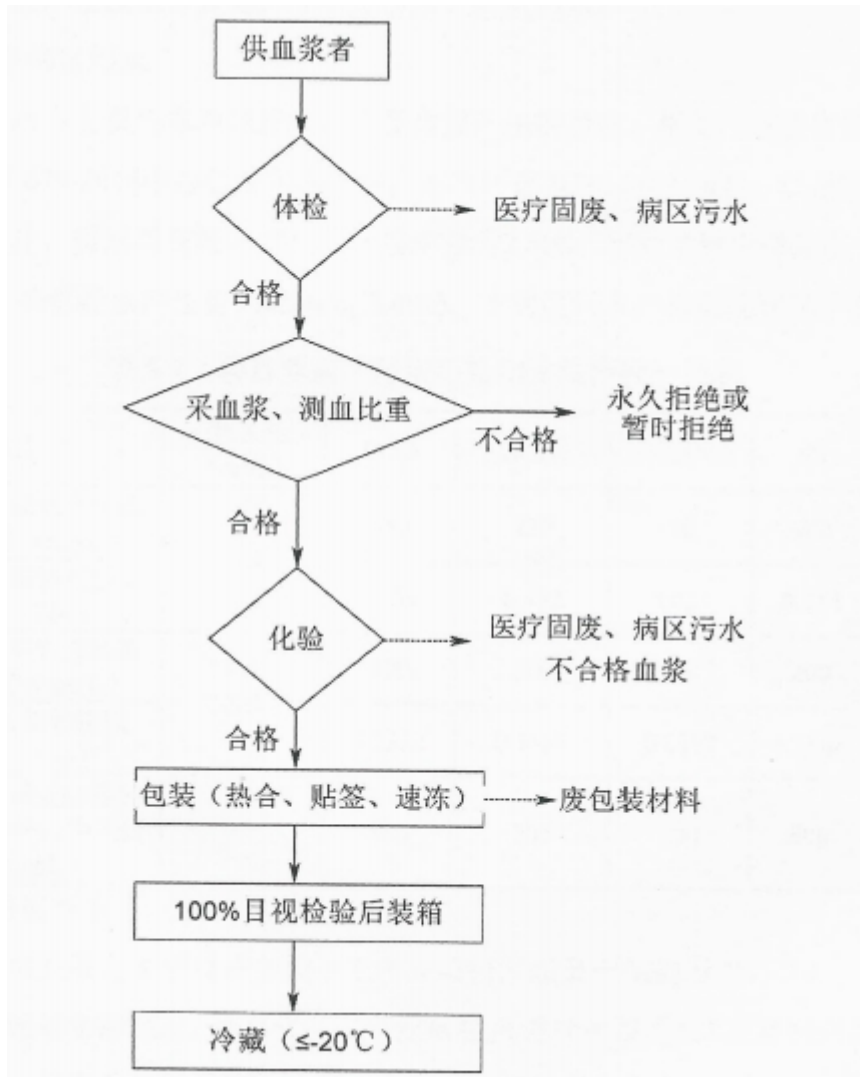 供血浆者
体检
医疗固废、病区污水
合格
采血浆、测血比重
永久拒绝或
暂时拒绝
不合格
合格
化验
医疗固废、病区污水
不合格血浆
合格
包装（热合、贴签、速冻）
废包装材料
100%目视检验后装箱
冷藏（≤-20℃）